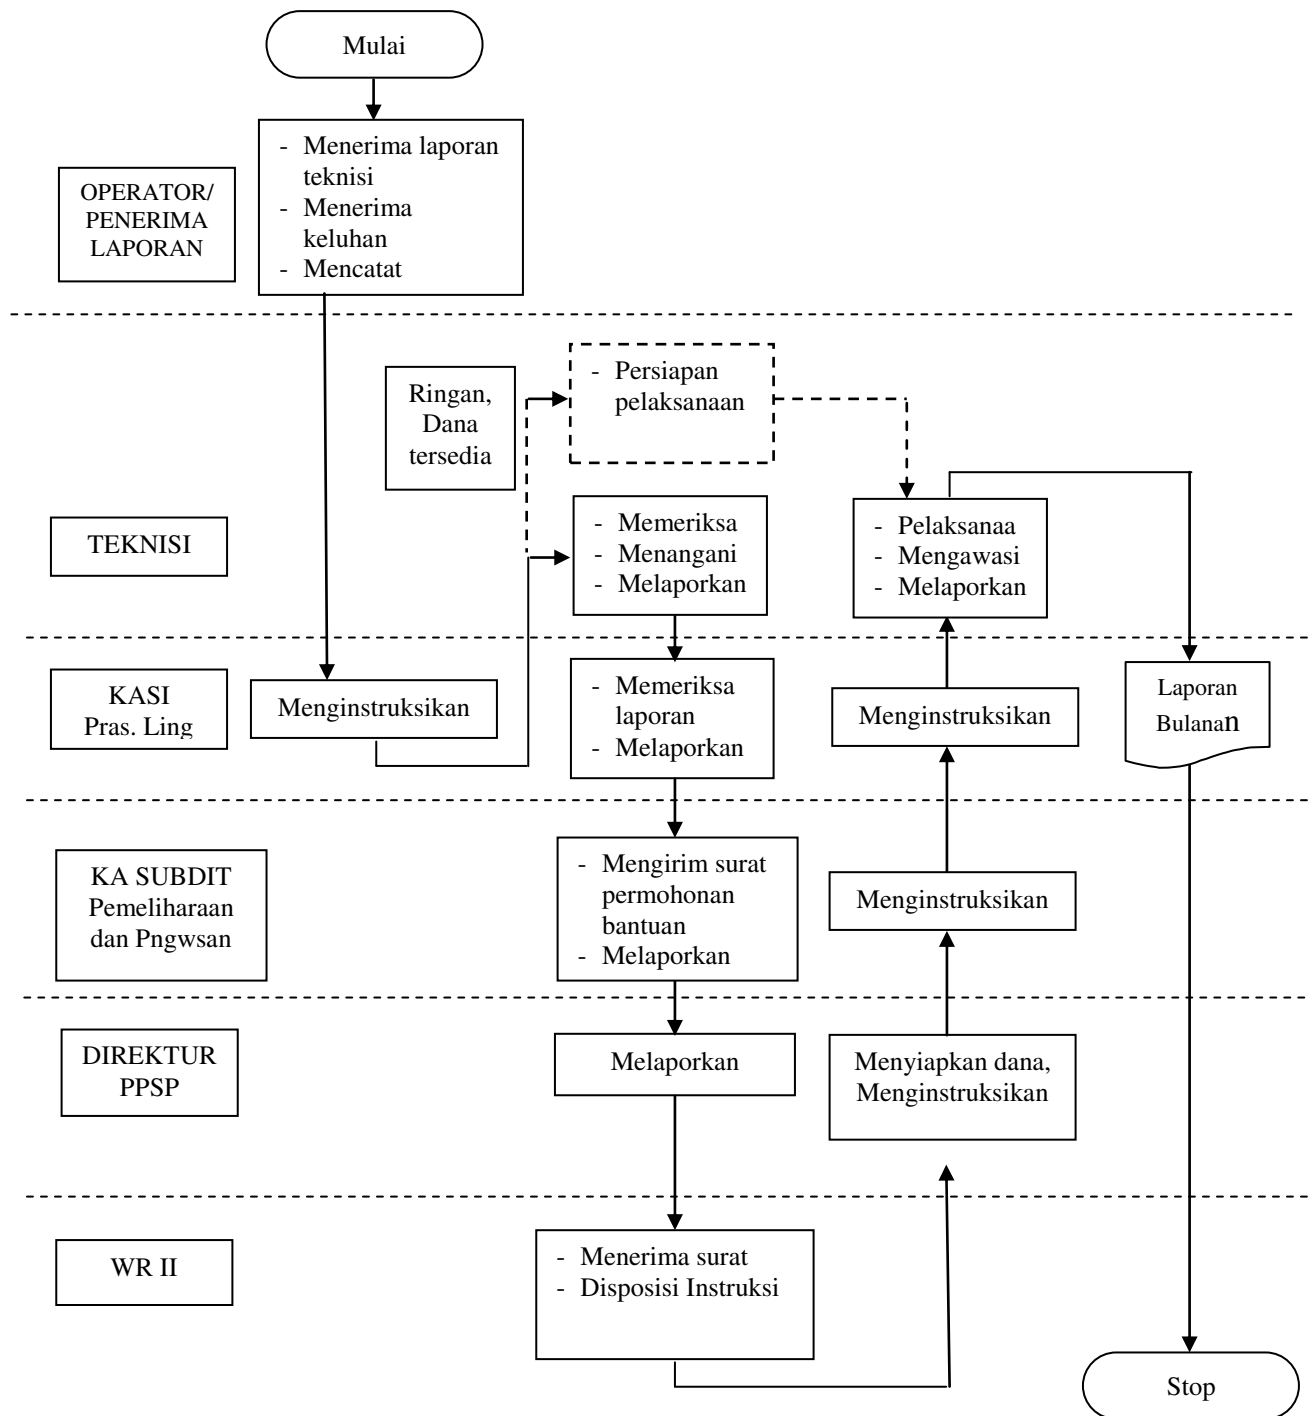 Mulai
- Menerima laporan
teknisi
- Menerima
keluhan
- Mencatat
OPERATOR/
PENERIMA
LAPORAN
Ringan,
Dana
tersedia
- Persiapan
pelaksanaan
TEKNISI
- Memeriksa
- Menangani
- Melaporkan
- Pelaksanaa
- Mengawasi
- Melaporkan
KASI
Pras. Ling
Menginstruksikan
- Memeriksa
laporan
- Melaporkan
Menginstruksikan
Laporan
Bulanan
KA SUBDIT
Pemeliharaan
dan Pngwsan
- Mengirim surat
permohonan
bantuan
- Melaporkan
Menginstruksikan
DIREKTUR
PPSP
Melaporkan
Menyiapkan dana,
Menginstruksikan
WR II
- Menerima surat
- Disposisi Instruksi
Stop